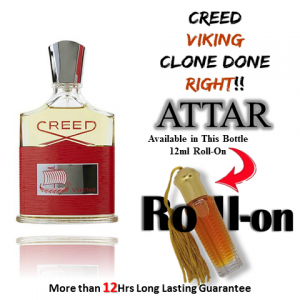 CREED
VIKING
CLONE DONE
RIGHT!!
ATTAR
Available in This Bottle
12ml Roll-On
CREED
Roll-on
More than 12Hrs Long Lasting Guarantee